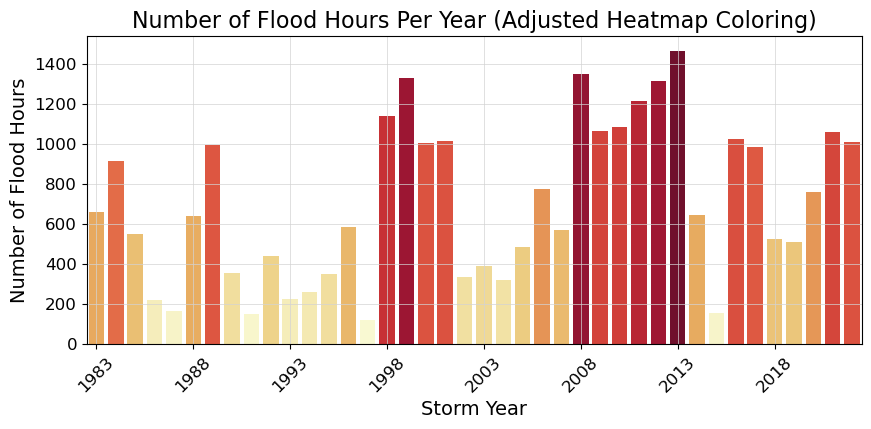 Number of Flood Hours Per Year (Adjusted Heatmap Coloring)
Number of Flood Hours
1400
1200
1000
800
600
400
200
0
1983 1988 1993 1998 2003 2008 2013 2018
Storm Year